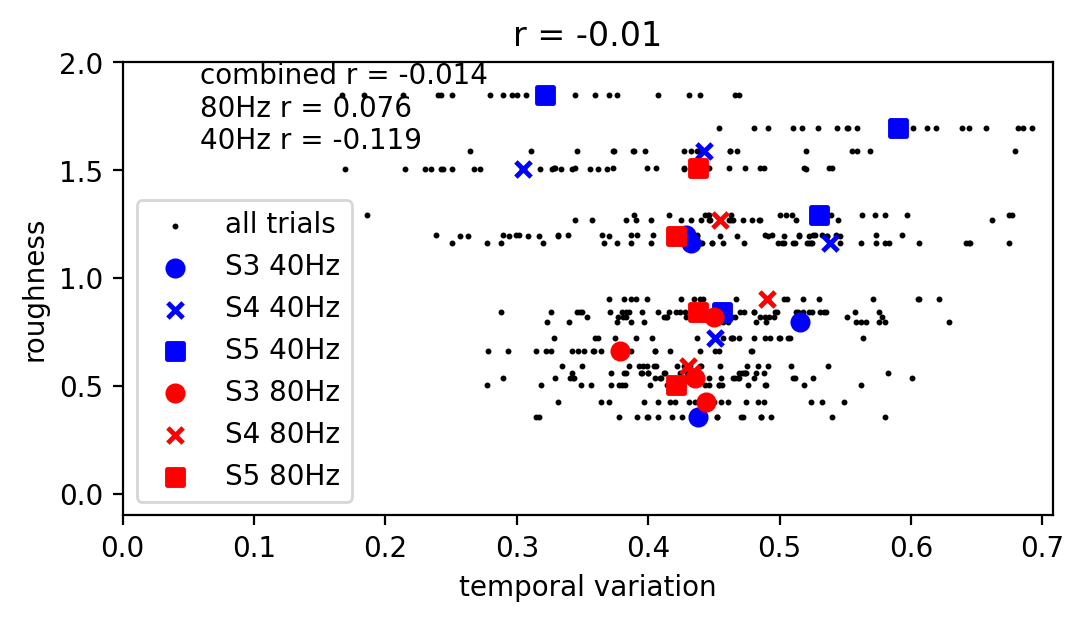 r = -0.01
combined r = -0.014
80Hz r = 0.076
40Hz r = -0.119
2.0
1.5
1.0
0.5
0.0
roughness
all trials
S3 40Hz
S4 40Hz
S5 40Hz
S3 80Hz
S4 80Hz
S5 80Hz
0.0 0.1 0.2 0.3 0.4 0.5 0.6 0.7
temporal variation